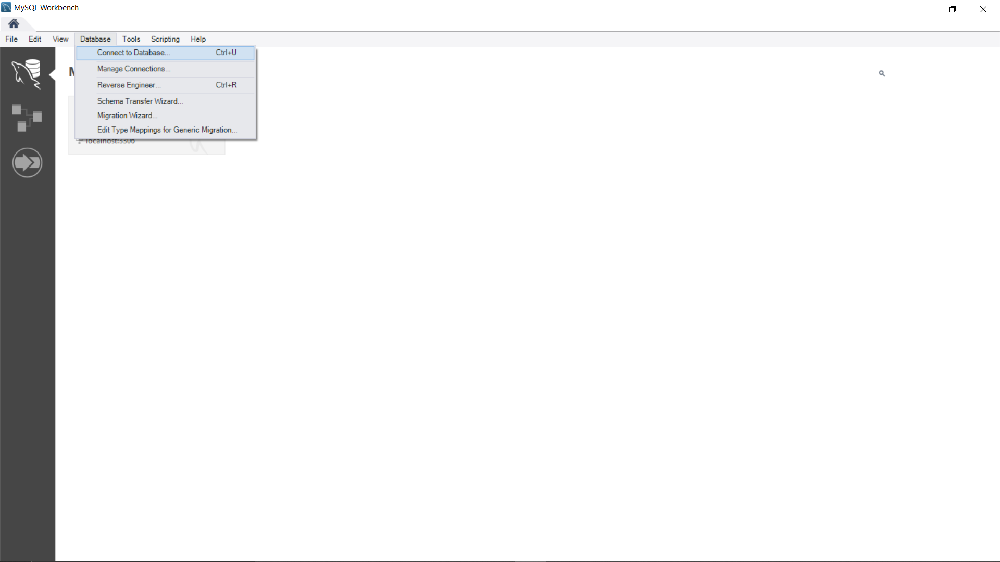 MySQL Workbench
File Edit View Database Tools Scripting Help
Connect to Database... Ctrl+U
Manage Connections...
Reverse Engineer... Ctrl+R
Schema Transfer Wizard...
Migration Wizard...
Edit Type Mappings for Generic Migration...
localhost:3306